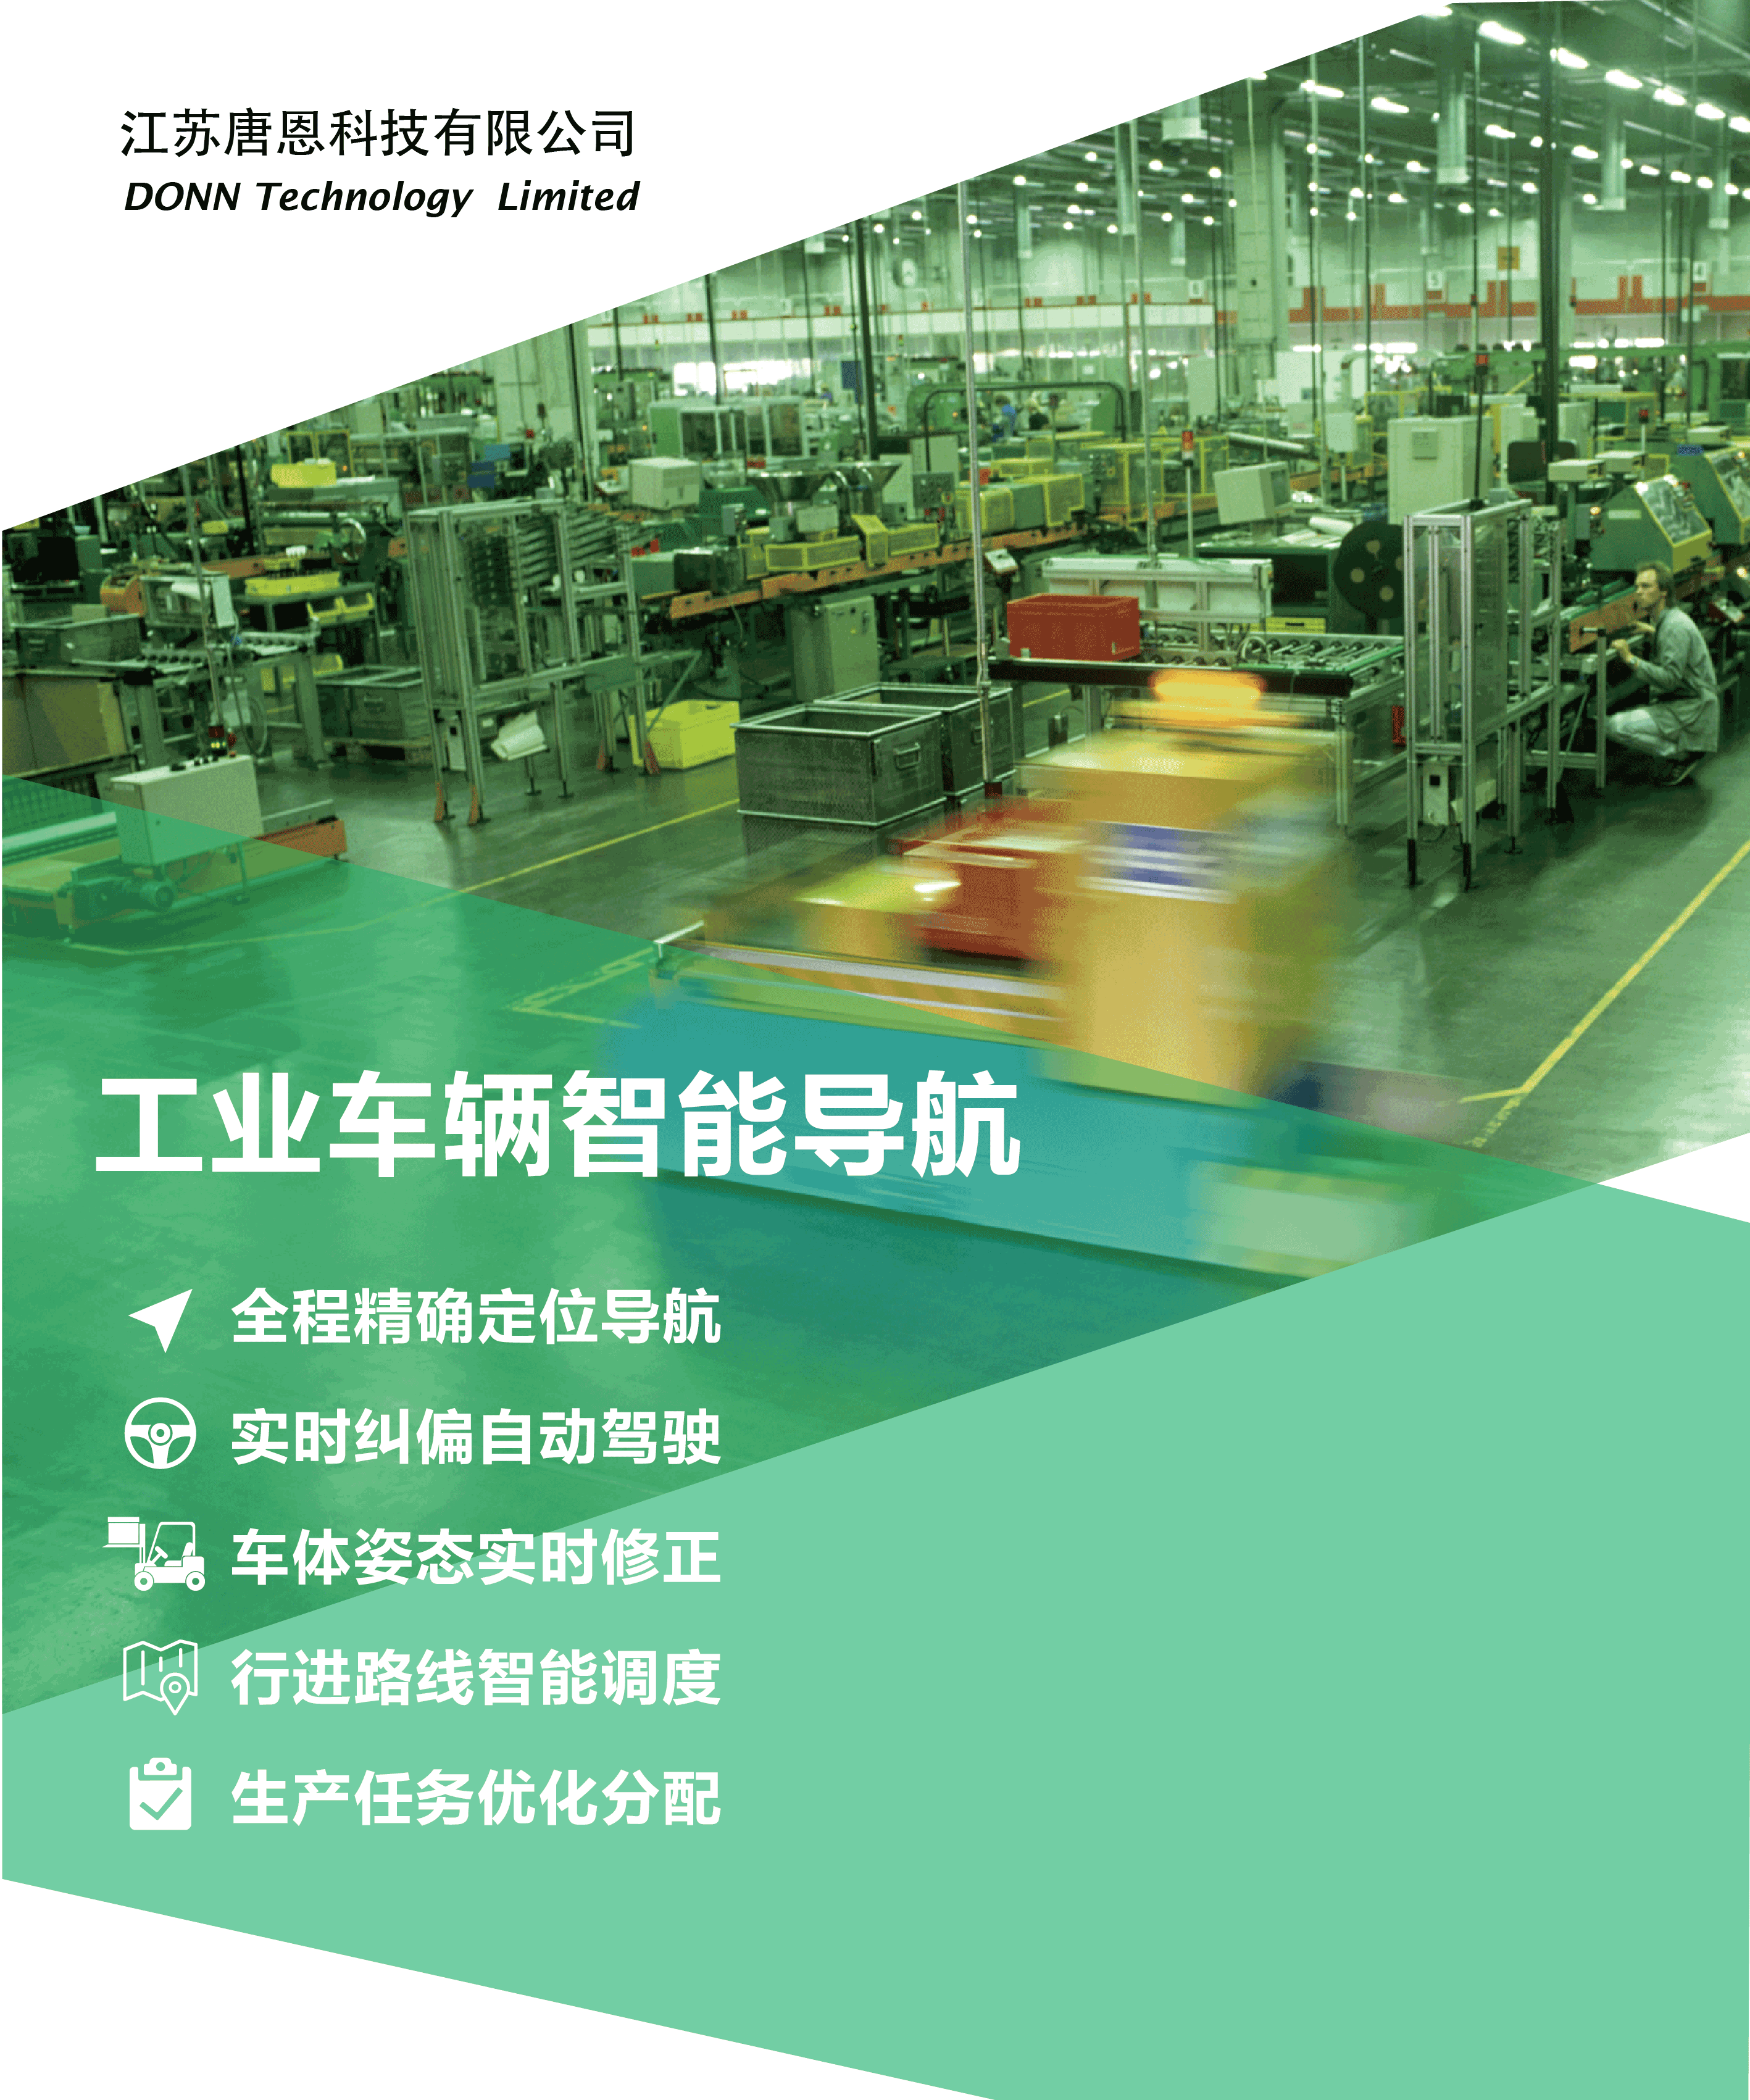 江苏唐恩科技有限公司
DONN Technology Limited
工业车辆智能导航
全程精确定位导航
实时纠偏自动驾驶
车体姿态实时修正
行进路线智能调度
生产任务优化分配